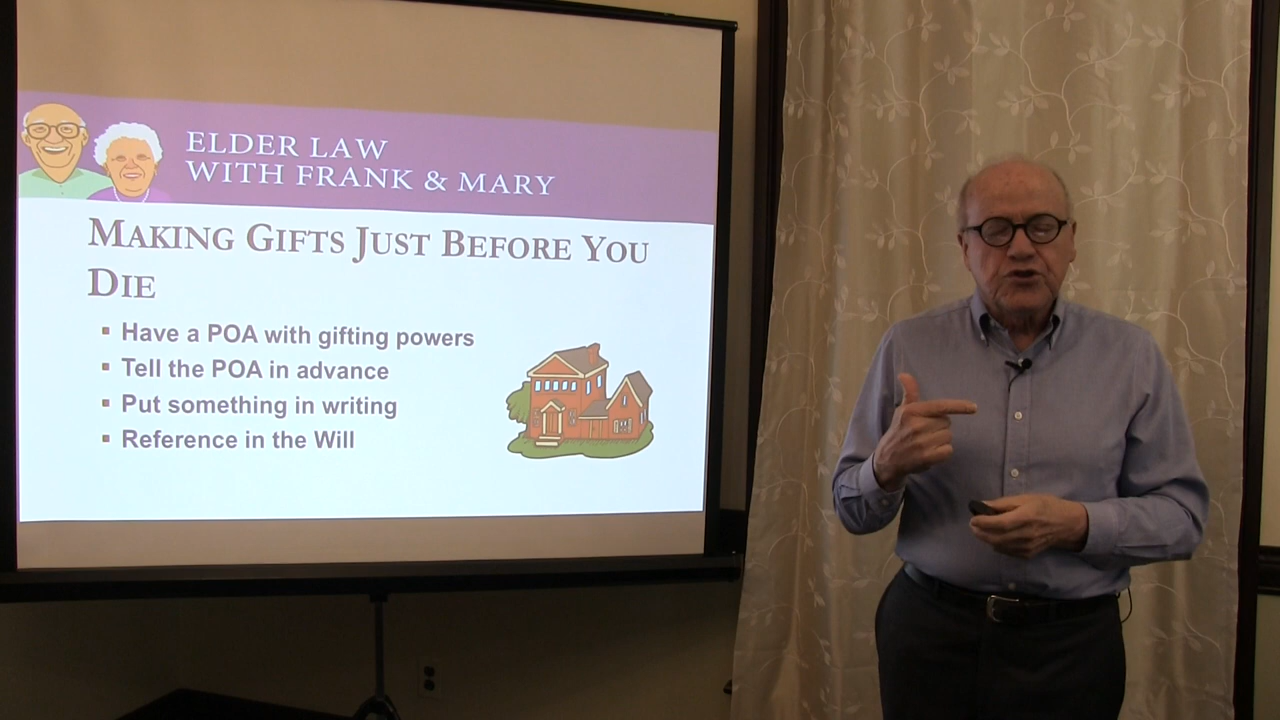 ELDER LAW
WITH FRANK & MARY
MAKING GIFTS JUST BEFORE YOU
DIE
Have a POA with gifting powers
Tell the POA in advance
Put something in writing
Reference in the Will